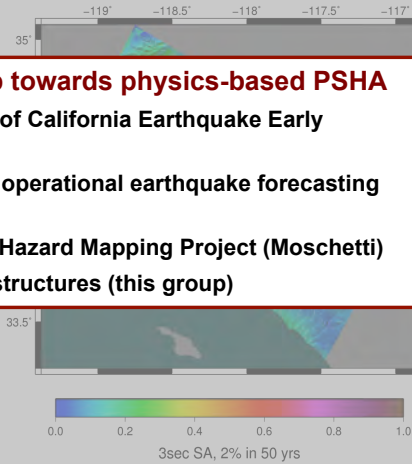 −119˚ −118.5˚ −118˚ −117.5˚ −117˚
35˚
towards physics-based PSHA
of California Earthquake Early
operational earthquake forecasting
Hazard Mapping Project (Moschetti)
structures (this group)
33.5˚
0.0 0.2 0.4 0.6 0.8 1.0
3sec SA, 2% in 50 yrs